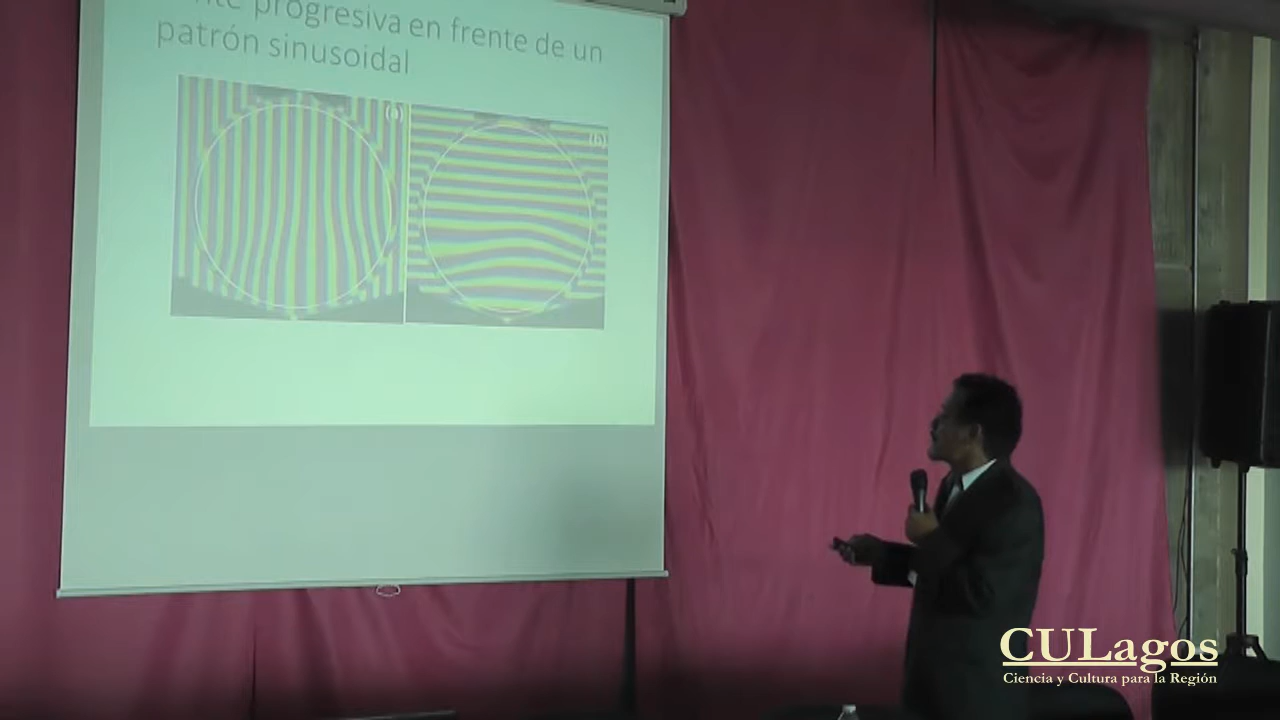 progresiva en frente de un
patrón sinusoidal
(a)
(b)
CULagos
Ciencia y Cultura para la Región